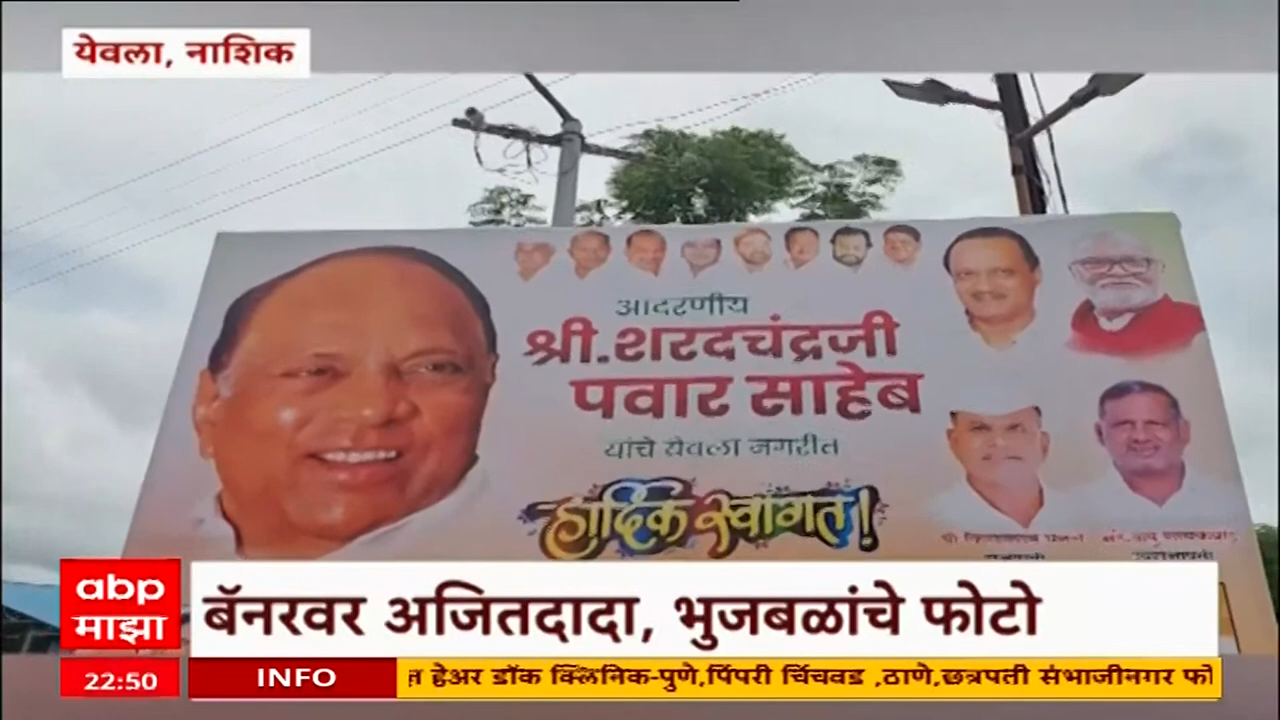 येवला, नाशिक
आदरणीय
श्री.शरदचंद्रजी
पवार साहेब
यांचे येवला नगरीत
हार्दिक स्वागत!
abp
माझा
बॅनरवर अजितदादा, भुजबळांचे फोटो
22:50
INFO
त हेअर डॉक क्लिनिक-पुणे,पिंपरी चिंचवड ,ठाणे,छत्रपती संभाजीनगर फो